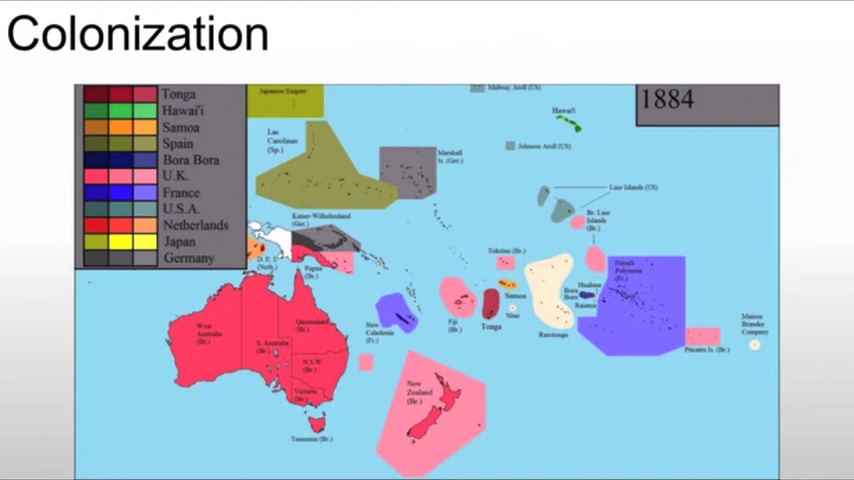 Colonization
1884
Tonga
Hawai'i
Samoa
Spain
Bora Bora
U.K.
France
U.S.A.
Netherlands
Japan
Germany
Japanese Empire
Midway Atoll (US)
Hawai'i
Las
Carolinas
(Sp.)
Marshall
Is. (Ger.)
Johnson Atoll (US)
Line Islands (US)
Br. Line
Islands
(Br.)
Kaiser-Wilhelmsland
(Ger.)
D. E. I
(Neth.)
Papua
(Br.)
Tokelau (Br.)
Samoa
Niue
Fiji
(Br.)
Tonga
Rarotonga
Huahine
Bora
Bora
Raiatea
French
Polynesia
(Fr.)
Maison
Brander
Company
Pitcairn Is. (Br.)
New
Caledonia
(Fr.)
West
Australia
(Br.)
S. Australia
(Br.)
Queensland
(Br.)
N.S.W.
(Br.)
Victoria
(Br.)
Tasmania (Br.)
New
Zealand
(Br.)